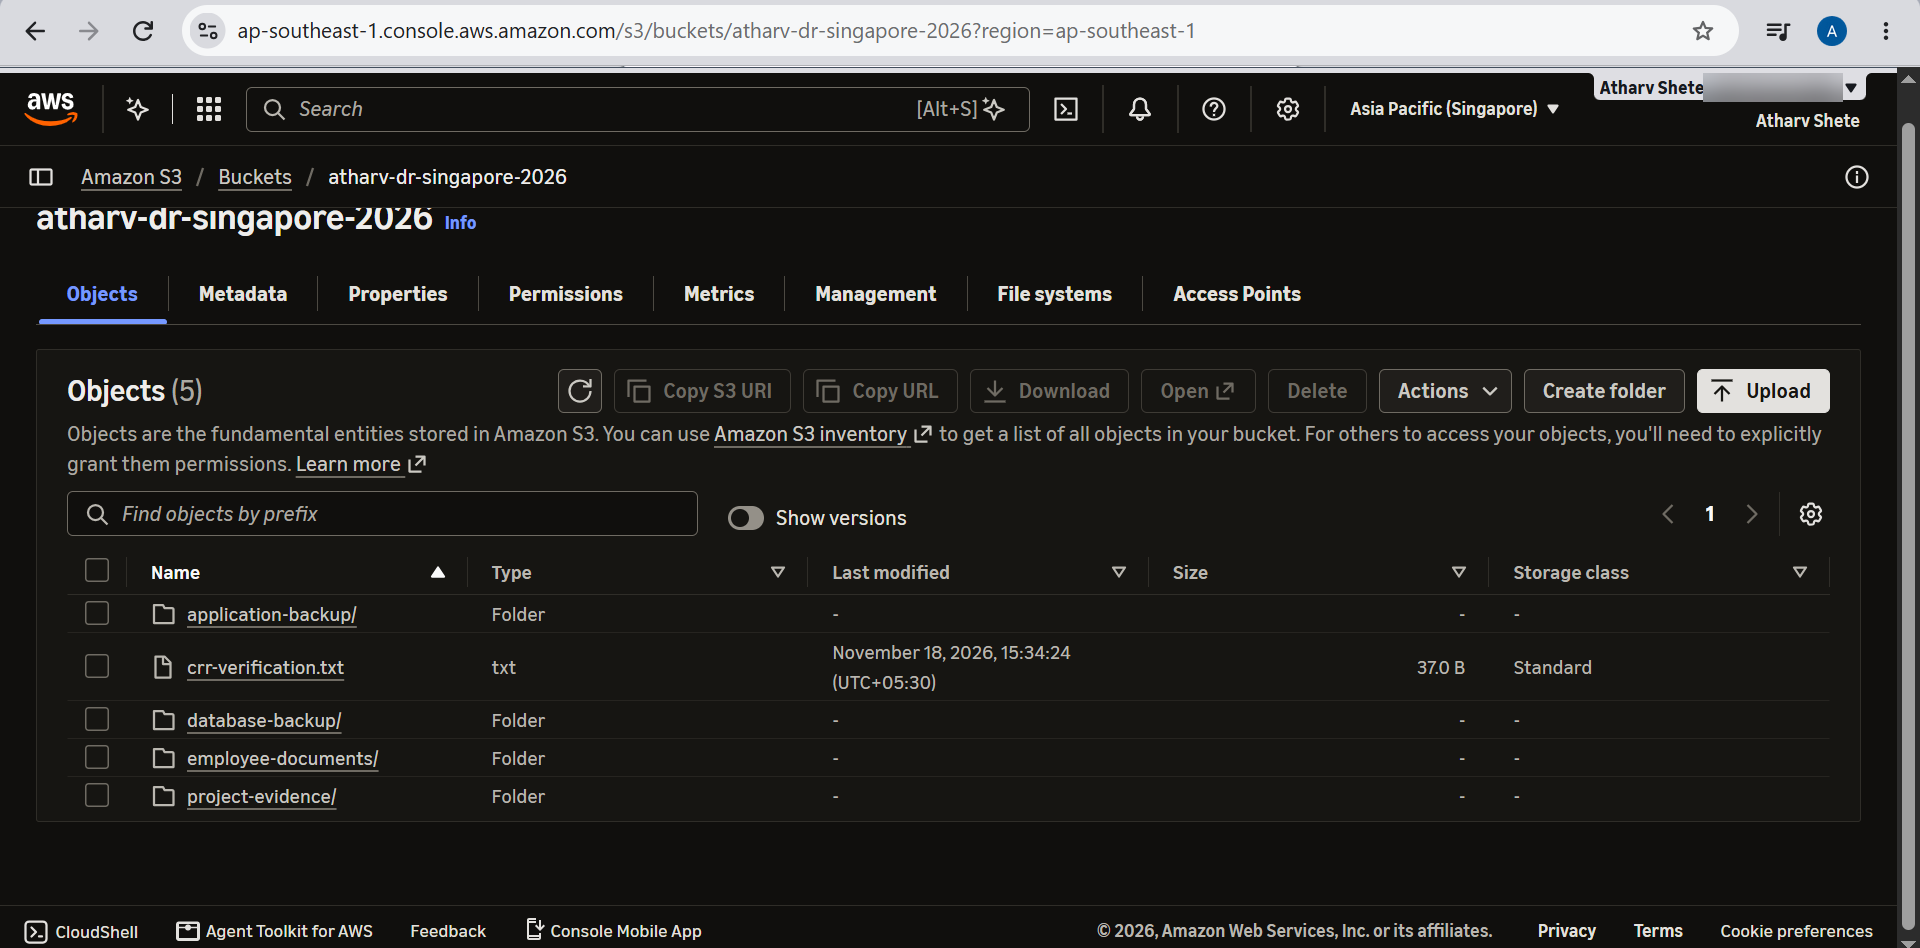 ap-southeast-1.console.aws.amazon.com/s3/buckets/atharv-dr-singapore-2026?region=ap-southeast-1
A
aws
Search
[Alt+S]
Asia Pacific (Singapore)
Atharv Shete
Atharv Shete
Amazon S3 / Buckets / atharv-dr-singapore-2026
atharv-dr-singapore-2026 Info
Objects Metadata Properties Permissions Metrics Management File systems Access Points
Objects (5)
Copy S3 URI Copy URL Download Open Delete Actions Create folder Upload
Objects are the fundamental entities stored in Amazon S3. You can use Amazon S3 inventory to get a list of all objects in your bucket. For others to access your objects, you'll need to explicitly
grant them permissions. Learn more
Find objects by prefix
Show versions
1
Name Type Last modified Size Storage class
application-backup/ Folder - - -
crr-verification.txt txt November 18, 2026, 15:34:24 (UTC+05:30) 37.0 B Standard
database-backup/ Folder - - -
employee-documents/ Folder - - -
project-evidence/ Folder - - -
CloudShell Agent Toolkit for AWS Feedback Console Mobile App © 2026, Amazon Web Services, Inc. or its affiliates. Privacy Terms Cookie preferences